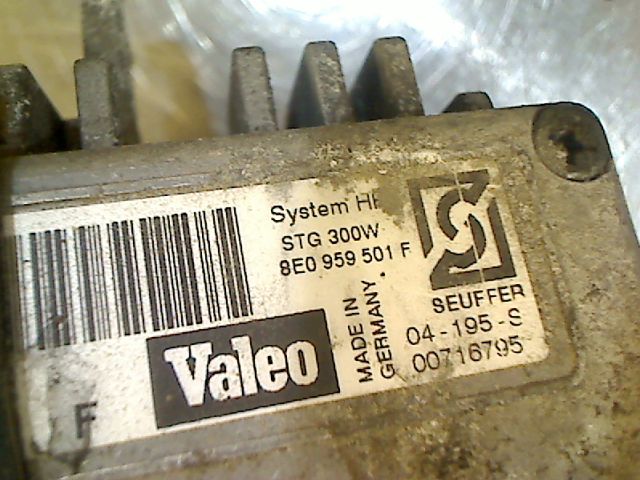 System HF
STG 300W
8E0 959 501 F
SEUFFER
04-195-S
00716795
MADE IN
GERMANY.
Valeo
F